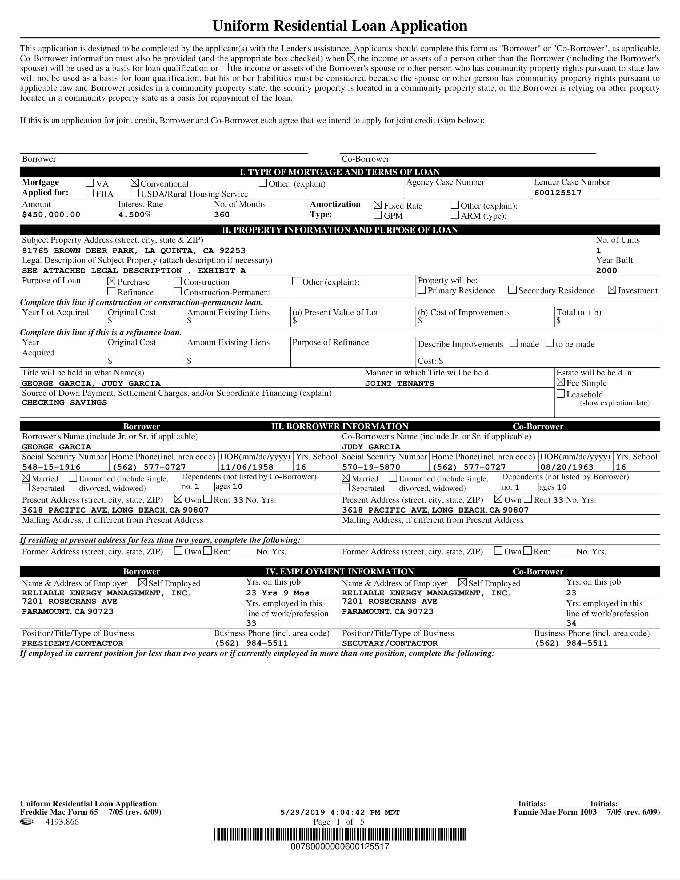 Uniform Residential Loan Application
This application is designed to be completed by the applicant(s) with the Lender's assistance. Applicants should complete this form as "Borrower" or "Co-Borrower", as applicable.
Co-Borrower information must also be provided (and the appropriate box checked) when ☒ the income or assets of a person other than the Borrower (including the Borrower's
spouse) will be used as a basis for loan qualification or ☐ the income or assets of the Borrower's spouse or other person who has community property rights pursuant to state law
will not be used as a basis for loan qualification, but his or her liabilities must be considered because the spouse or other person has community property rights pursuant to
applicable law and Borrower resides in a community property state, the security property is located in a community property state, or the Borrower is relying on other property
located in a community property state as a basis for repayment of the loan.
If this is an application for joint credit, Borrower and Co-Borrower each agree that we intend to apply for joint credit (sign below):
Borrower Co-Borrower
I. TYPE OF MORTGAGE AND TERMS OF LOAN
Mortgage ☐ VA ☒ Conventional ☐ Other: (explain) Agency Case Number Lender Case Number
Applied for: ☐ FHA ☐ USDA/Rural Housing Service 600125517
Amount Interest Rate No. of Months Amortization ☒ Fixed Rate ☐ Other (explain):
$450,000.00 4.500% 360 Type: ☐ GPM ☐ ARM (type):
II. PROPERTY INFORMATION AND PURPOSE OF LOAN
Subject Property Address (street, city, state & ZIP) No. of Units
81765 BROWN DEER PARK, LA QUINTA, CA 92253 1
Legal Description of Subject Property (attach description if necessary) Year Built
SEE ATTACHED LEGAL DESCRIPTION , EXHIBIT A 2000
Purpose of Loan ☒ Purchase ☐ Construction ☐ Other (explain): Property will be:
☐ Refinance ☐ Construction-Permanent ☐ Primary Residence ☐ Secondary Residence ☒ Investment
Complete this line if construction or construction-permanent loan.
Year Lot Acquired Original Cost Amount Existing Liens (a) Present Value of Lot (b) Cost of Improvements Total (a + b)
$ $ $ $ $
Complete this line if this is a refinance loan.
Year Original Cost Amount Existing Liens Purpose of Refinance Describe Improvements ☐ made ☐ to be made
Acquired
$ $ Cost: $
Title will be held in what Name(s) Manner in which Title will be held Estate will be held in:
GEORGE GARCIA, JUDY GARCIA JOINT TENANTS ☒ Fee Simple
Source of Down Payment, Settlement Charges, and/or Subordinate Financing (explain) ☐ Leasehold
CHECKING SAVINGS (show expiration date)
Borrower III. BORROWER INFORMATION Co-Borrower
Borrower's Name (include Jr. or Sr. if applicable) Co-Borrower's Name (include Jr. or Sr. if applicable)
GEORGE GARCIA JUDY GARCIA
Social Security Number Home Phone(incl. area code) DOB(mm/dd/yyyy) Yrs. School Social Security Number Home Phone(incl. area code) DOB(mm/dd/yyyy) Yrs. School
548-15-1916 (562) 577-0727 11/06/1958 16 570-19-5870 (562) 577-0727 08/20/1963 16
☒ Married ☐ Unmarried (include single, Dependents (not listed by Co-Borrower) ☒ Married ☐ Unmarried (include single, Dependents (not listed by Borrower)
☐ Separated divorced, widowed) no. 1 ages 10 ☐ Separated divorced, widowed) no. 1 ages 10
Present Address (street, city, state, ZIP) ☒ Own ☐ Rent 33 No. Yrs. Present Address (street, city, state, ZIP) ☒ Own ☐ Rent 33 No. Yrs.
3618 PACIFIC AVE, LONG BEACH, CA 90807 3618 PACIFIC AVE, LONG BEACH, CA 90807
Mailing Address, if different from Present Address Mailing Address, if different from Present Address
If residing at present address for less than two years, complete the following:
Former Address (street, city, state, ZIP) ☐ Own ☐ Rent No. Yrs. Former Address (street, city, state, ZIP) ☐ Own ☐ Rent No. Yrs.
Borrower IV. EMPLOYMENT INFORMATION Co-Borrower
Name & Address of Employer ☒ Self Employed Yrs. on this job Name & Address of Employer ☒ Self Employed Yrs. on this job
RELIABLE ENERGY MANAGEMENT, INC. 23 Yrs 9 Mos RELIABLE ENERGY MANAGEMENT, INC. 23
7201 ROSECRANS AVE Yrs. employed in this 7201 ROSECRANS AVE Yrs. employed in this
PARAMOUNT, CA 90723 line of work/profession PARAMOUNT, CA 90723 line of work/profession
33 34
Position/Title/Type of Business Business Phone (incl. area code) Position/Title/Type of Business Business Phone (incl. area code)
PRESIDENT/CONTRACTOR (562) 984-5511 SECUTARY/CONTACTOR (562) 984-5511
If employed in current position for less than two years or if currently employed in more than one position, complete the following:
Uniform Residential Loan Application Initials: Initials:
Freddie Mac Form 65 7/05 (rev. 6/09) 5/29/2019 4:04:42 PM MDT Fannie Mae Form 1003 7/05 (rev. 6/09)
4193.866 Page 1 of 5
00780000000600125517